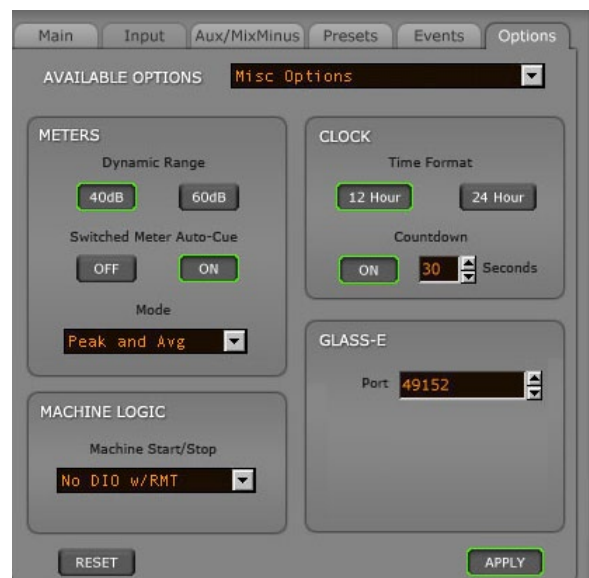 Main Input Aux/MixMinus Presets Events Options
AVAILABLE OPTIONS Misc Options
METERS
Dynamic Range
40dB 60dB
Switched Meter Auto-Cue
OFF ON
Mode
Peak and Avg
MACHINE LOGIC
Machine Start/Stop
No DIO w/RMT
CLOCK
Time Format
12 Hour 24 Hour
Countdown
ON 30 Seconds
GLASS-E
Port 49152
RESET APPLY